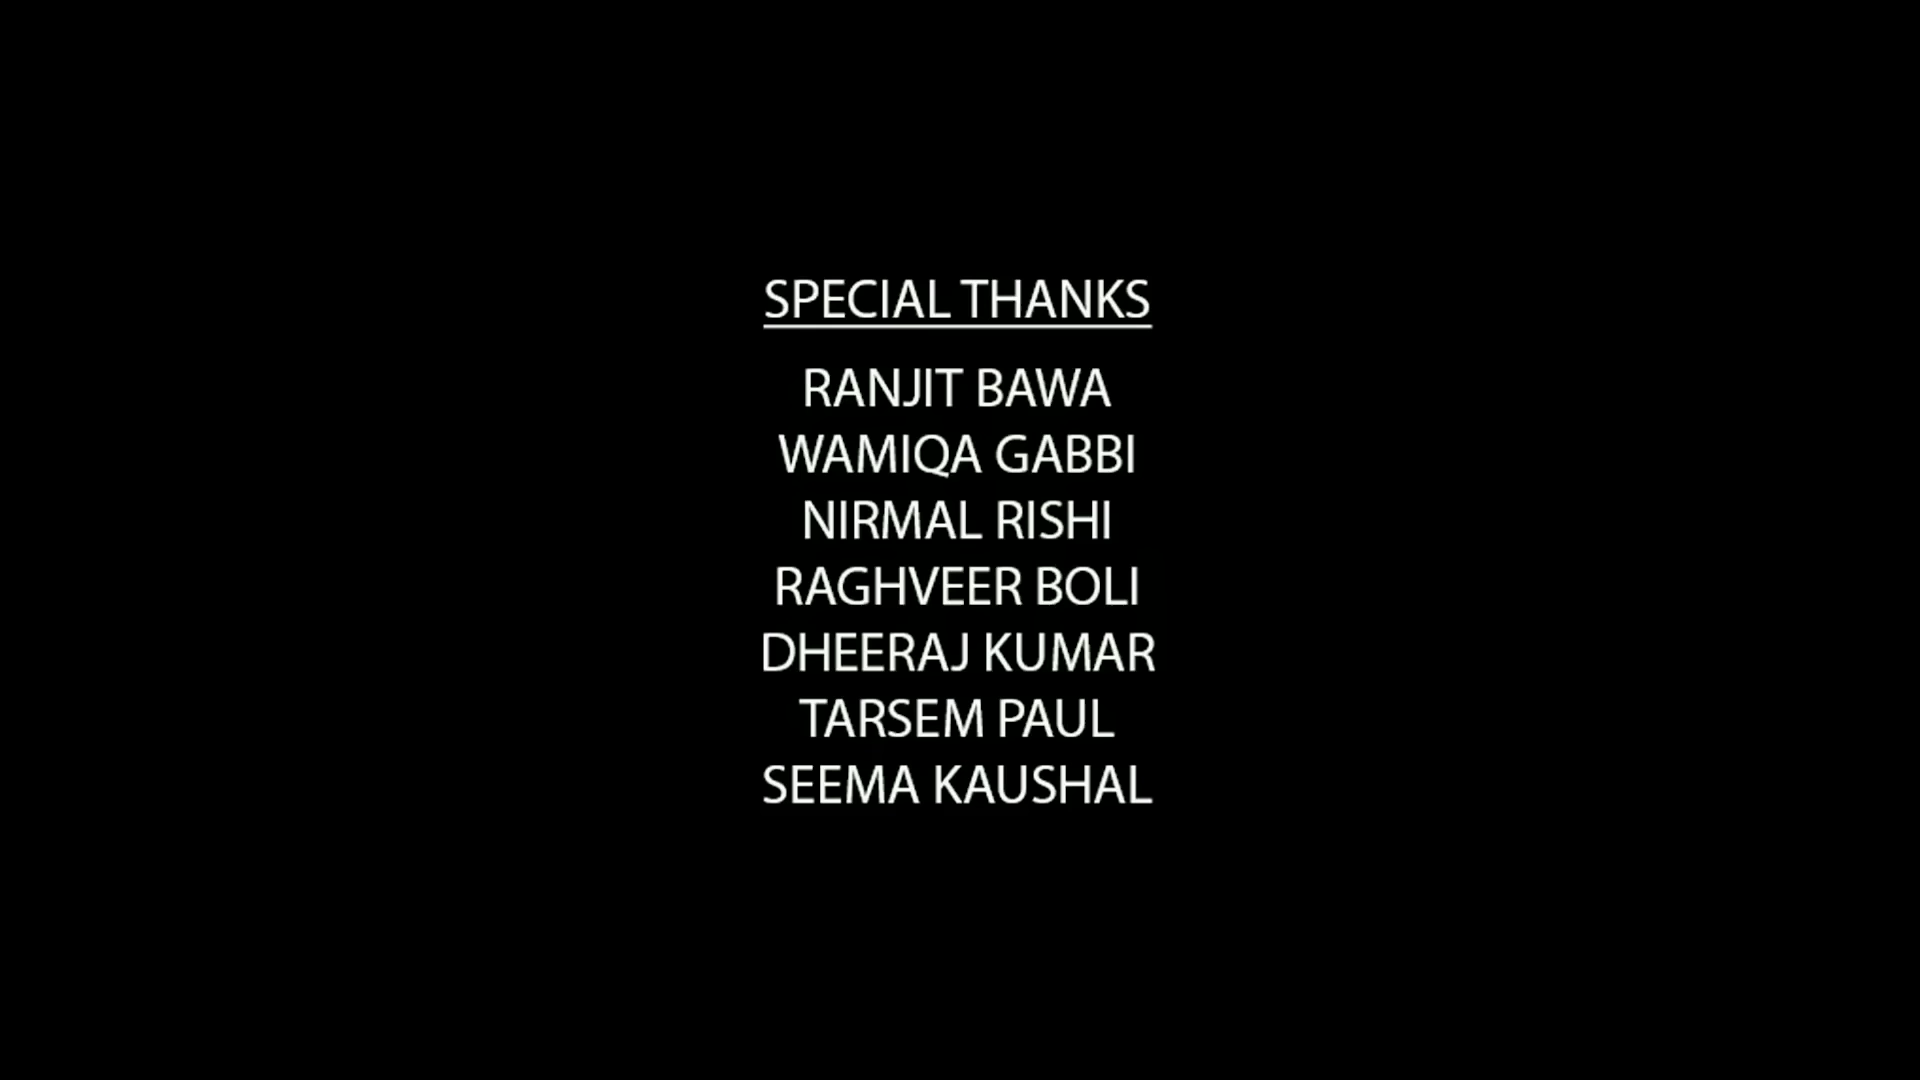 SPECIAL THANKS
RANJIT BAWA
WAMIQA GABBI
NIRMAL RISHI
RAGHVEER BOLI
DHEERAJ KUMAR
TARSEM PAUL
SEEMA KAUSHAL